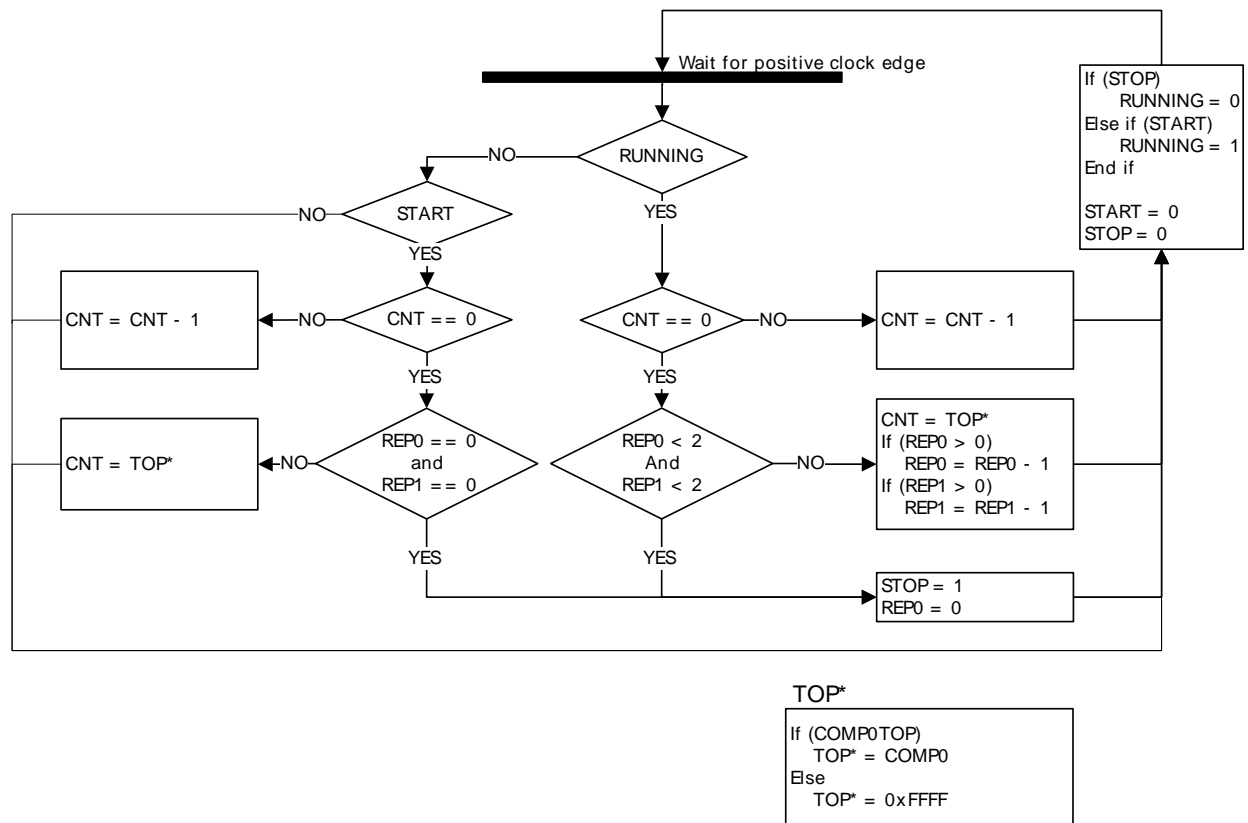 Wait for positive clock edge
If (STOP)
RUNNING = 0
Else if (START)
RUNNING = 1
End if
START = 0
STOP = 0
RUNNING
NO
YES
START
NO
YES
CNT = CNT - 1
NO
CNT == 0
YES
CNT == 0
NO
YES
CNT = CNT - 1
CNT = TOP*
NO
REP0 == 0
and
REP1 == 0
YES
REP0 < 2
And
REP1 < 2
NO
YES
CNT = TOP*
If (REP0 > 0)
REP0 = REP0 - 1
If (REP1 > 0)
REP1 = REP1 - 1
STOP = 1
REP0 = 0
TOP*
If (COMP0TOP)
TOP* = COMP0
Else
TOP* = 0xFFFF